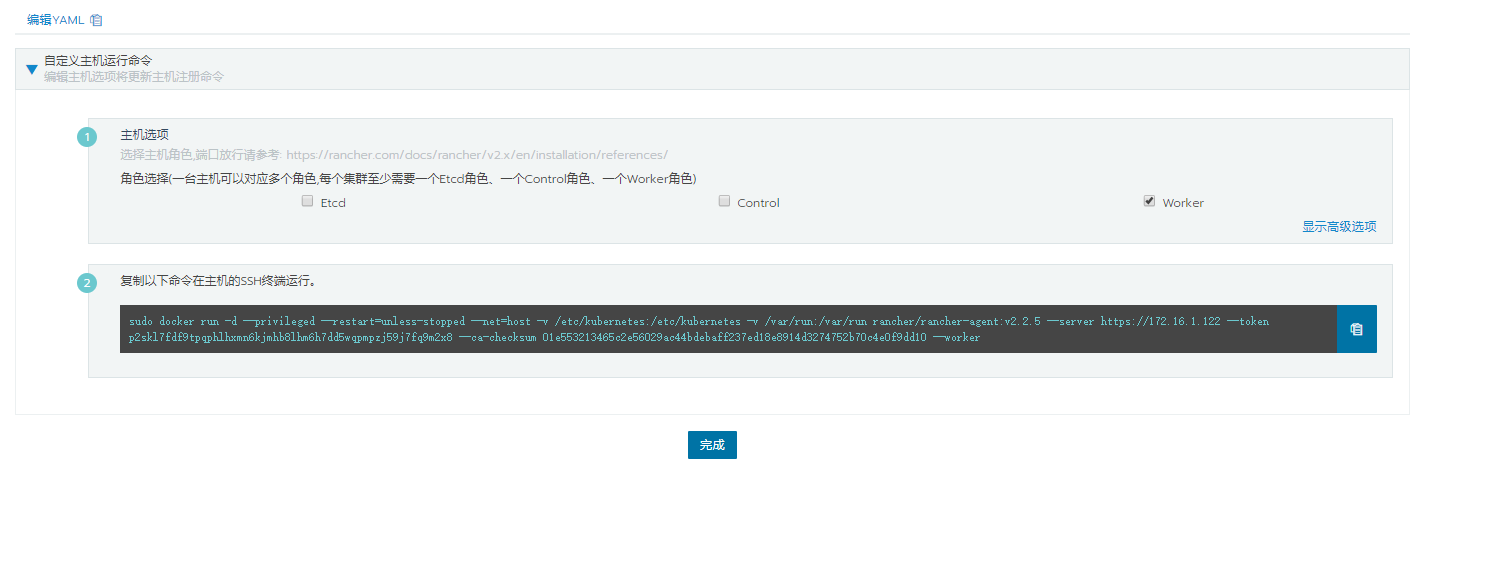 编辑YAML
自定义主机运行命令
编辑主机选项将更新主机注册命令
1
主机选项
选择主机角色,端口放行请参考: https://rancher.com/docs/rancher/v2.x/en/installation/references/
角色选择(一台主机可以对应多个角色,每个集群至少需要一个Etcd角色、一个Control角色、一个Worker角色)
Etcd Control Worker
显示高级选项
2
复制以下命令在主机的SSH终端运行。
sudo docker run -d --privileged --restart=unless-stopped --net=host -v /etc/kubernetes:/etc/kubernetes -v /var/run:/var/run rancher/rancher-agent:v2.2.5 --server https://172.16.1.122 --token
p2skl7fdf9tpqphlhxmn6kjmhb8lhm6h7dd5wqpmpzj59j7fq9m2x8 --ca-checksum 01e553213465c2e56029ac44bdebaff237ed18e8914d3274752b70c4e0f9dd10 --worker
完成